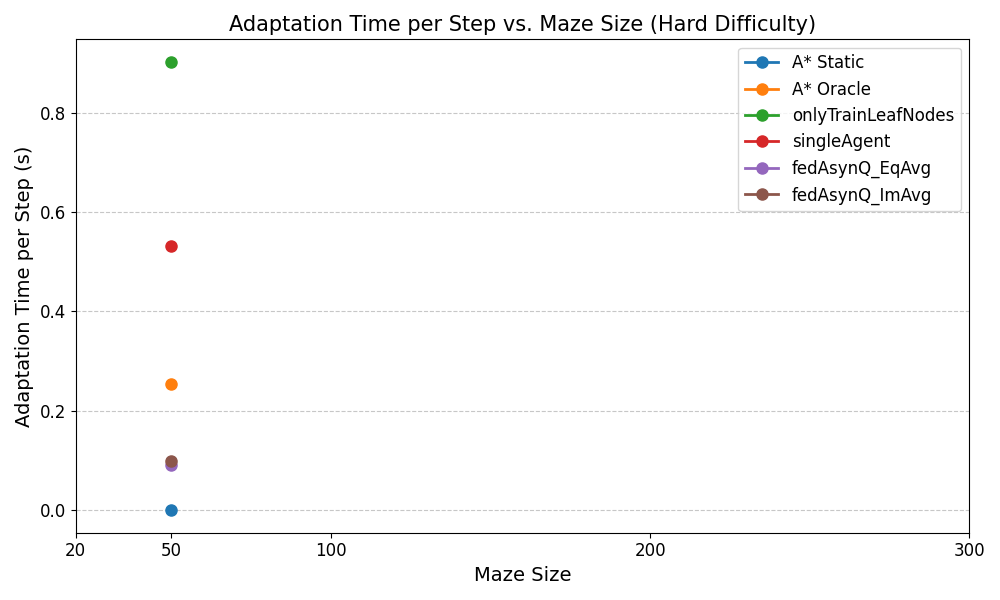 Adaptation Time per Step vs. Maze Size (Hard Difficulty)
Adaptation Time per Step (s)
0.8
0.6
0.4
0.2
0.0
20
50
100
200
300
Maze Size
A* Static
A* Oracle
onlyTrainLeafNodes
singleAgent
fedAsynQ_EqAvg
fedAsynQ_ImAvg